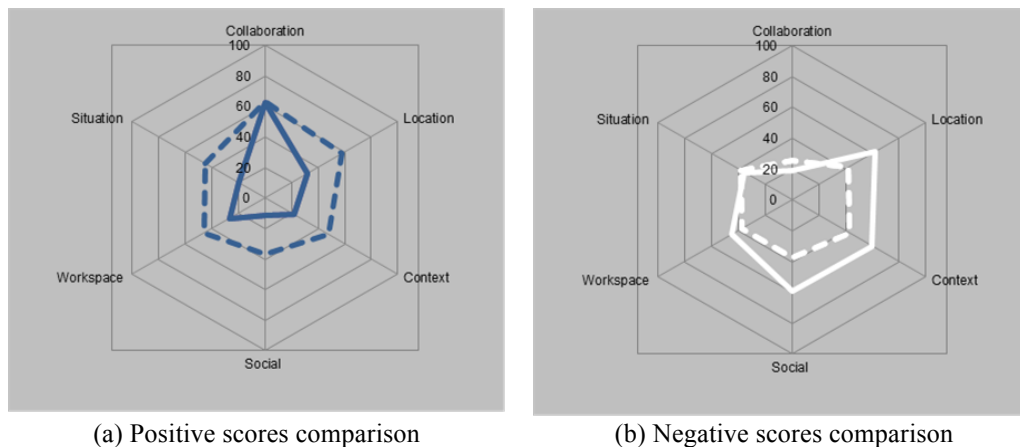 Collaboration
100
80
60
40
20
0
Situation
Location
Workspace
Context
Social
(a) Positive scores comparison
Collaboration
100
80
60
40
20
0
Situation
Location
Workspace
Context
Social
(b) Negative scores comparison